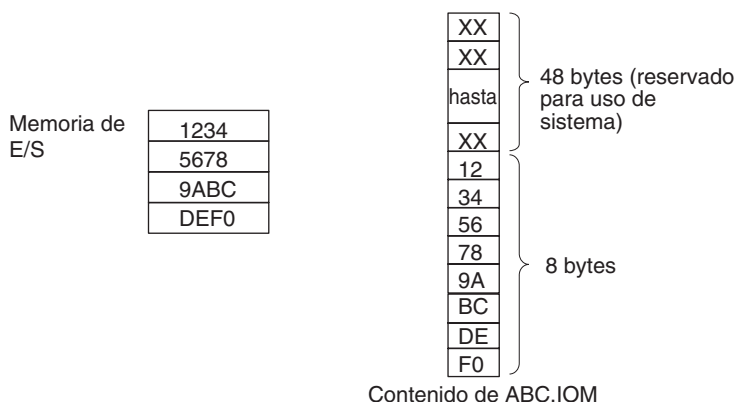 Memoria de
E/S
1234
5678
9ABC
DEF0
XX
XX
hasta
XX
12
34
56
78
9A
BC
DE
F0
48 bytes (reservado
para uso de
sistema)
8 bytes
Contenido de ABC.IOM